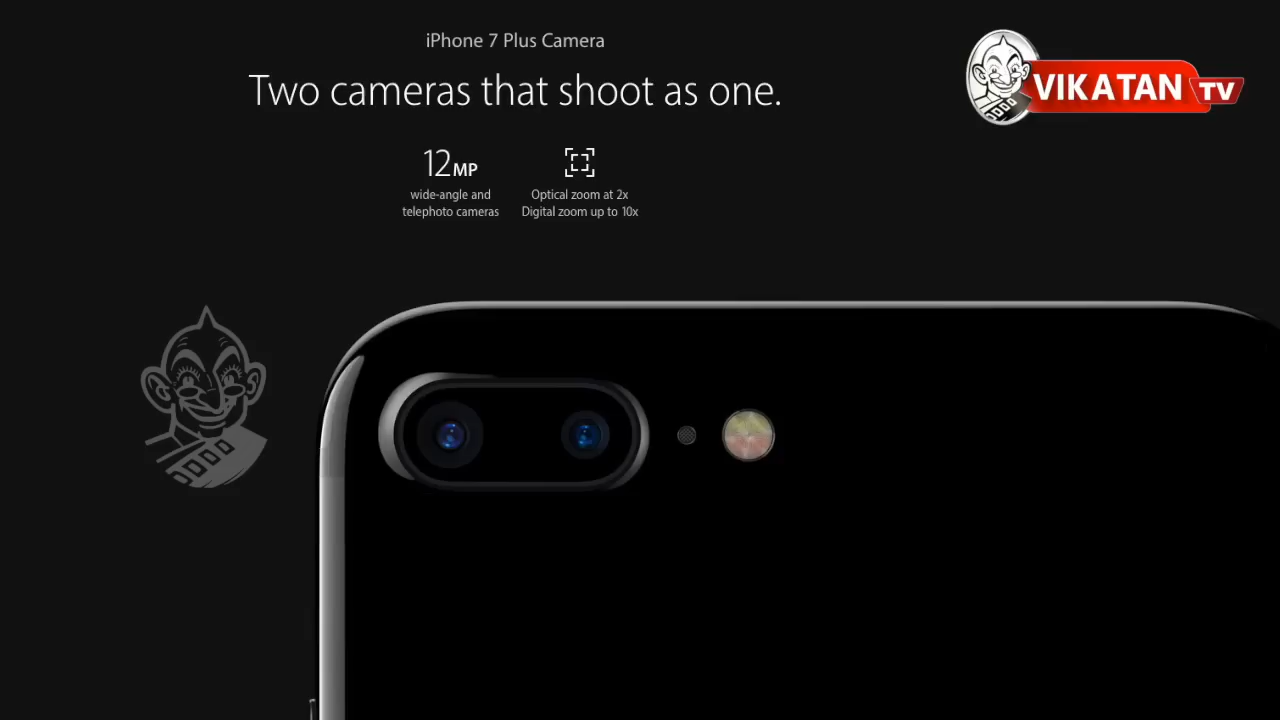 iPhone 7 Plus Camera
Two cameras that shoot as one.
12MP
wide-angle and
telephoto cameras
Optical zoom at 2x
Digital zoom up to 10x
VIKATAN TV